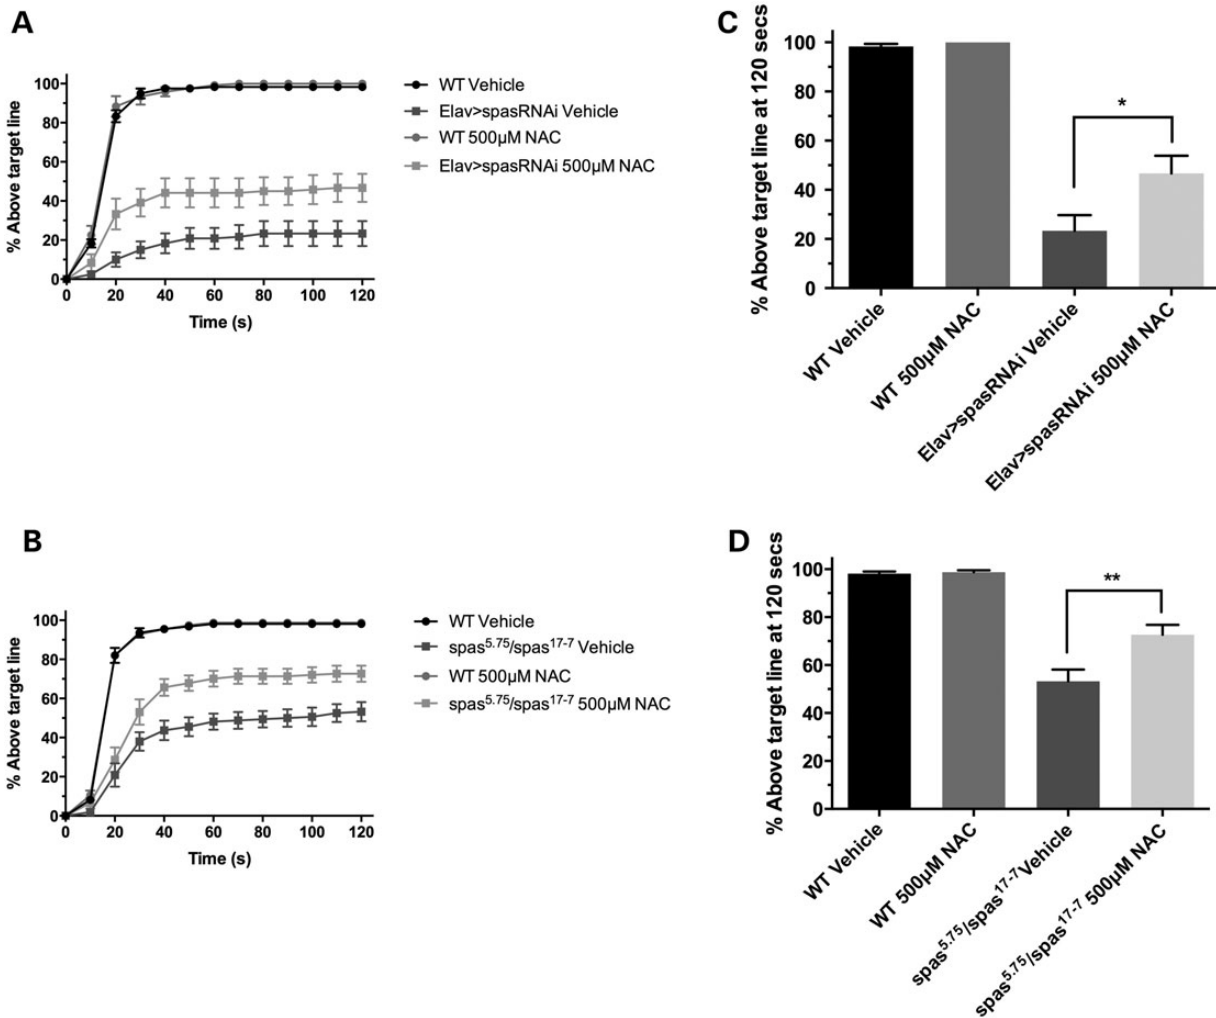 A
% Above target line
100
80
60
40
20
0
0 20 40 60 80 100 120
Time (s)
WT Vehicle
Elav>spasRNAi Vehicle
WT 500µM NAC
Elav>spasRNAi 500µM NAC
C
% Above target line at 120 secs
100
80
60
40
20
0
*
WT Vehicle
WT 500µM NAC
Elav>spasRNAi Vehicle
Elav>spasRNAi 500µM NAC
B
% Above target line
100
80
60
40
20
0
0 20 40 60 80 100 120
Time (s)
WT Vehicle
spas5.75/spas17-7 Vehicle
WT 500µM NAC
spas5.75/spas17-7 500µM NAC
D
% Above target line at 120 secs
100
80
60
40
20
0
**
WT Vehicle
WT 500µM NAC
spas5.75/spas17-7 Vehicle
spas5.75/spas17-7 500µM NAC